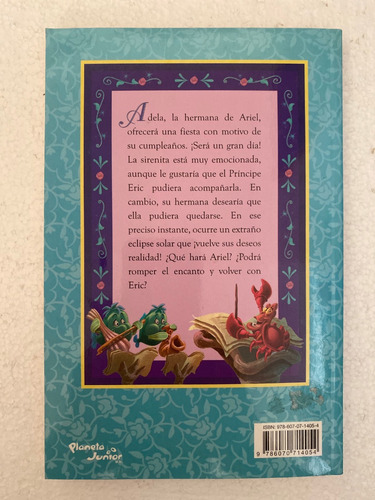 Adela, la hermana de Ariel,
ofrecerá una fiesta con motivo de
su cumpleaños. ¡Será un gran día!
La sirenita está muy emocionada,
aunque le gustaría que el Príncipe
Eric pudiera acompañarla. En
cambio, su hermana desearía que
ella pudiera quedarse. En ese
preciso instante, ocurre un extraño
eclipse solar que ¡vuelve sus deseos
realidad! ¿Qué hará Ariel? ¿Podrá
romper el encanto y volver con
Eric?
Planeta
Junior
ISBN: 978-607-07-1405-4
9 786070 714054